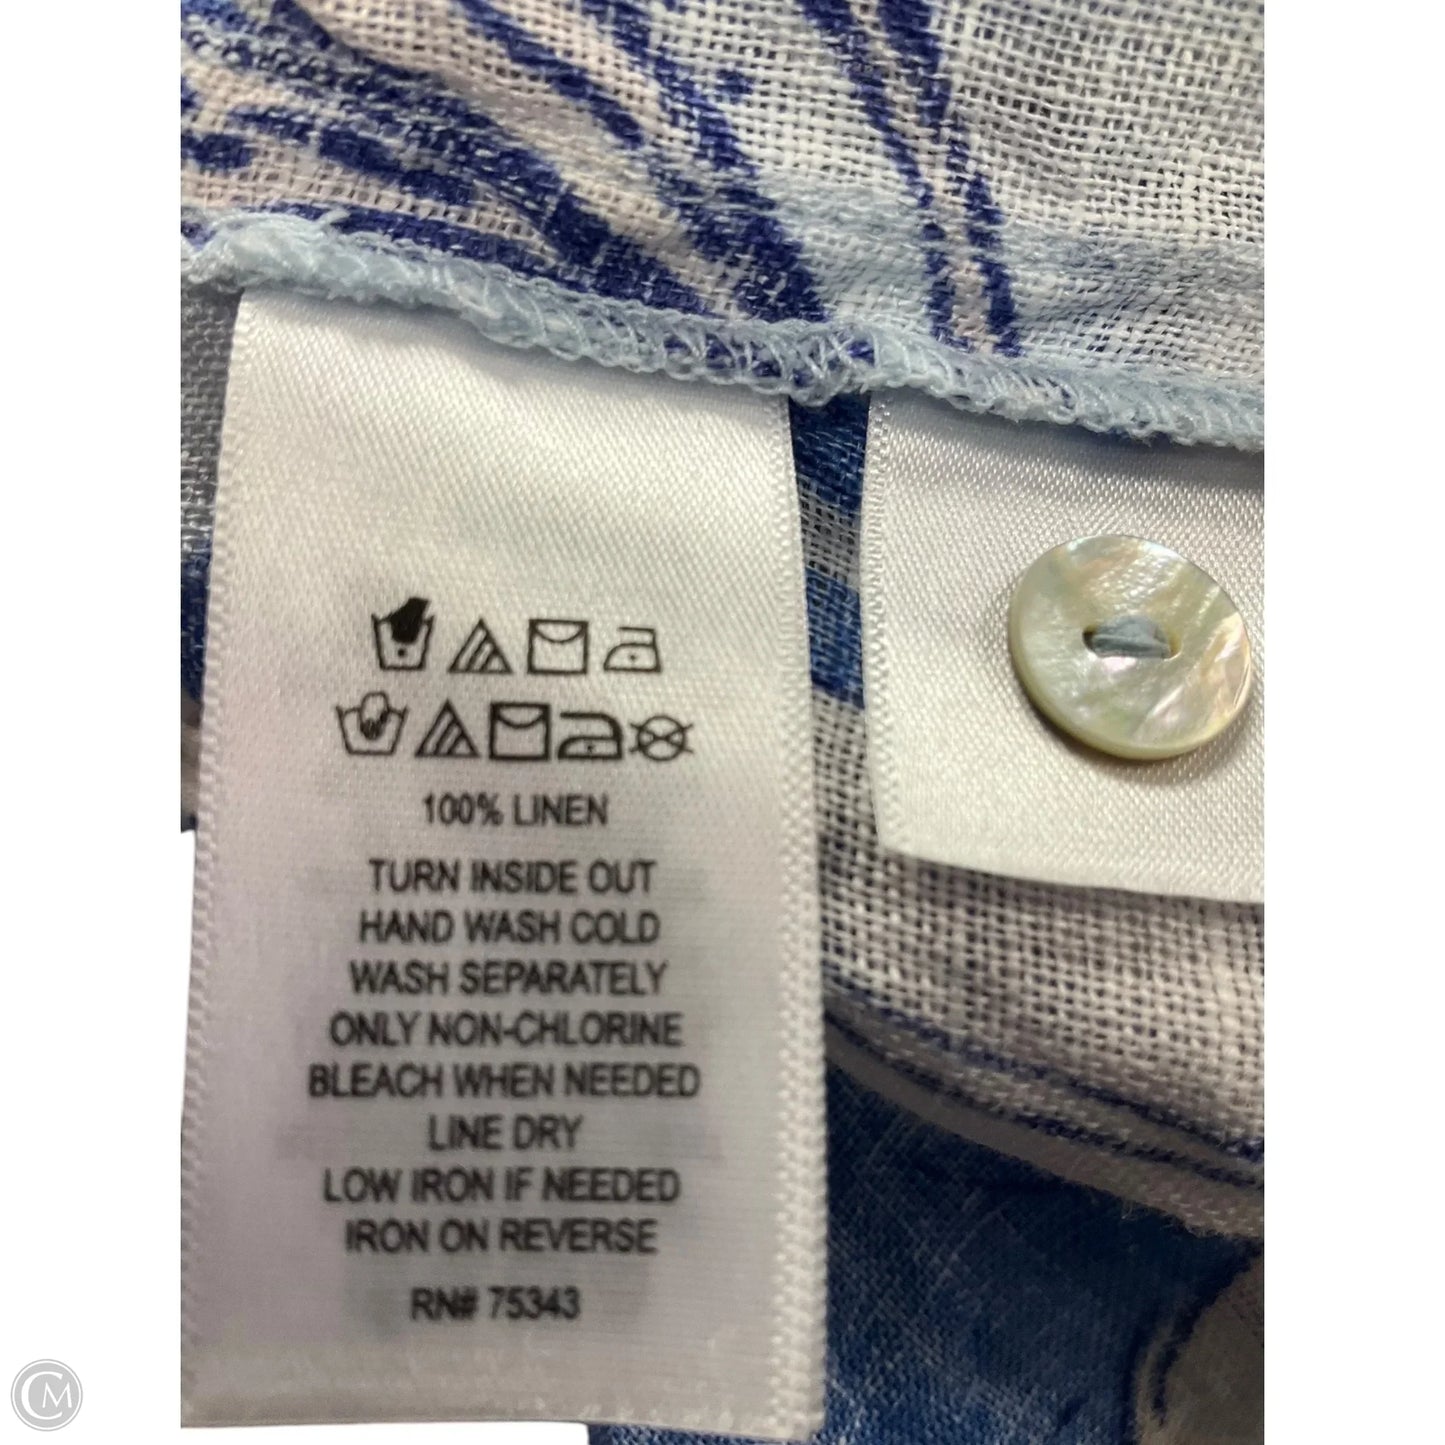 100% LINEN
TURN INSIDE OUT
HAND WASH COLD
WASH SEPARATELY
ONLY NON-CHLORINE
BLEACH WHEN NEEDED
LINE DRY
LOW IRON IF NEEDED
IRON ON REVERSE
RN# 75343
CM